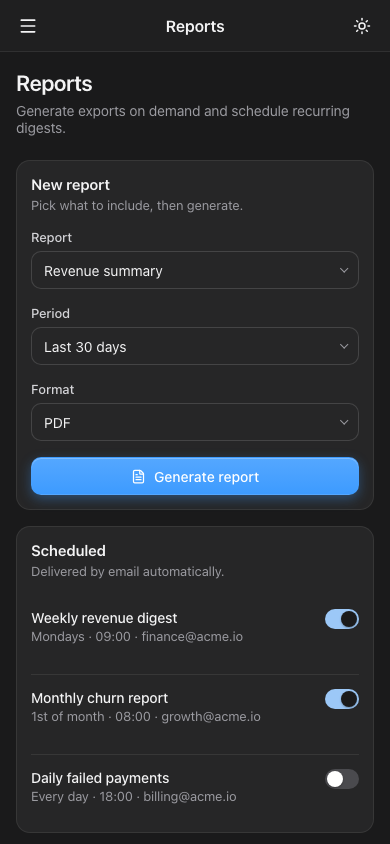 Reports
Reports
Generate exports on demand and schedule recurring
digests.
New report
Pick what to include, then generate.
Report
Revenue summary
Period
Last 30 days
Format
PDF
Generate report
Scheduled
Delivered by email automatically.
Weekly revenue digest
Mondays · 09:00 · finance@acme.io
Monthly churn report
1st of month · 08:00 · growth@acme.io
Daily failed payments
Every day · 18:00 · billing@acme.io